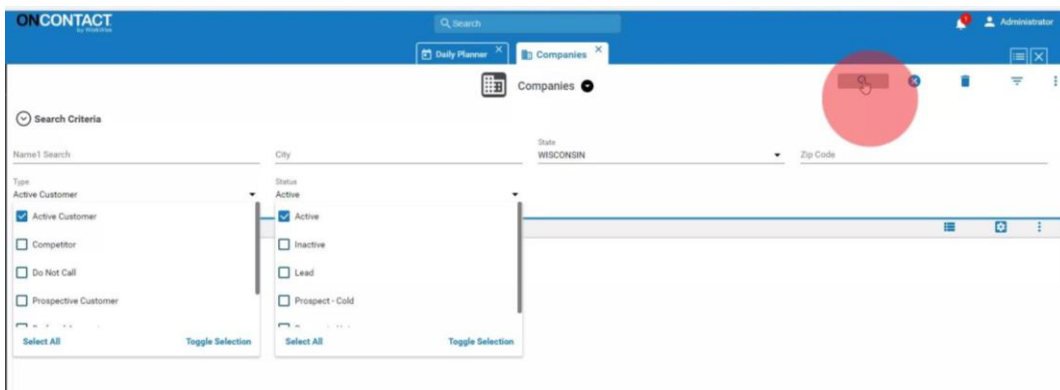 ONCONTACT
Search
1
Administrator
Daily Planner
Companies
Companies
Search Criteria
Name1 Search
City
State
WISCONSIN
Zip Code
Type
Active Customer
Status
Active
Active Customer
Active
Competitor
Inactive
Do Not Call
Lead
Prospective Customer
Prospect - Cold
Select All
Toggle Selection
Select All
Toggle Selection